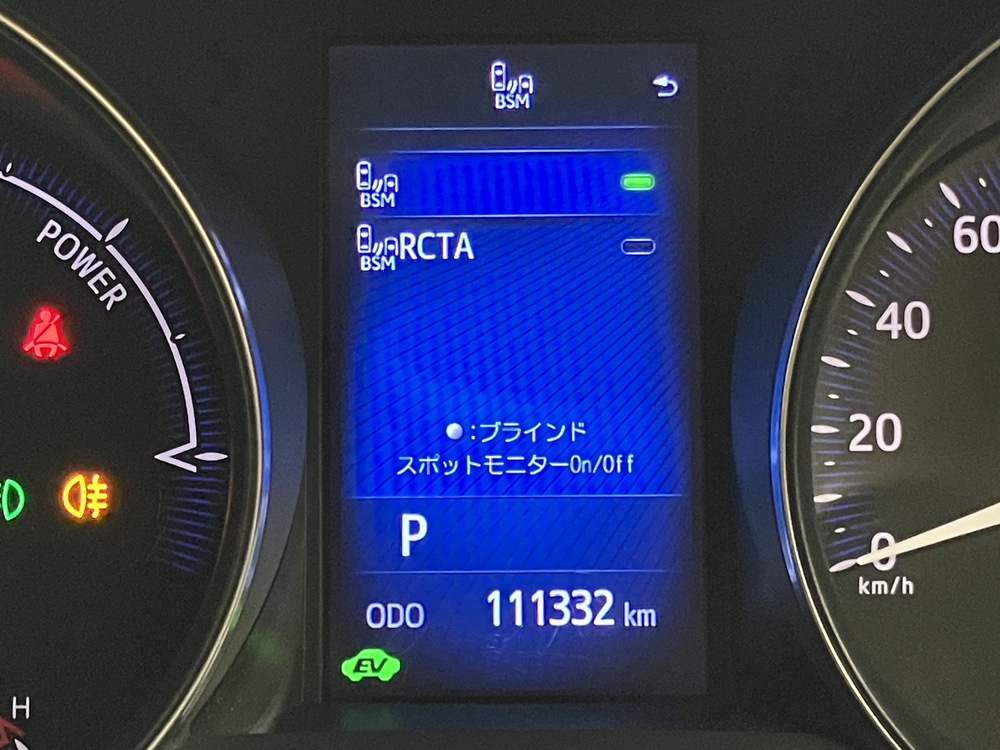 BSM
BSM
BSM RCTA
●:ブラインド
スポットモニターOn/Off
P
ODO 111332 km
EV
POWER
H
60
40
20
0
km/h